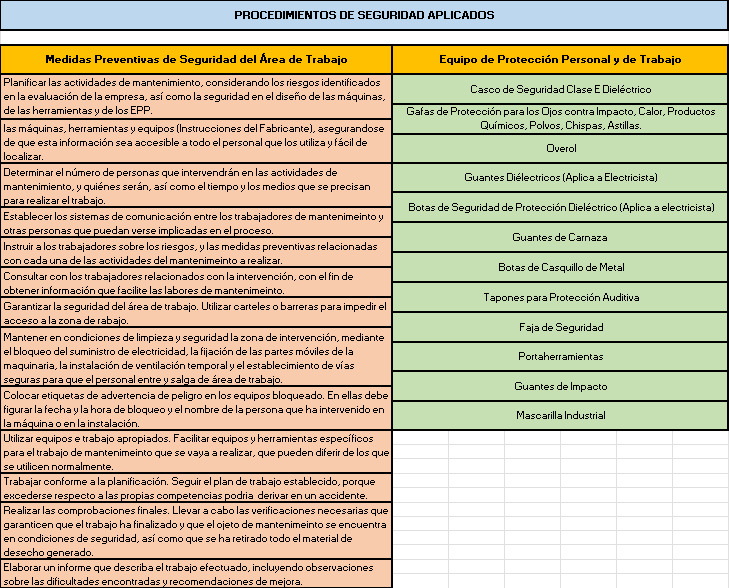 PROCEDIMIENTOS DE SEGURIDAD APLICADOS
Medidas Preventivas de Seguridad del Área de Trabajo
Planificar las actividades de mantenimiento, considerando los riesgos identificados
en la evaluación de la empresa, así como la seguridad en el diseño de las máquinas,
de las herramientas y de los EPP.
las máquinas, herramientas y equipos (Instrucciones del Fabricante), asegurandose
de que esta información sea accesible a todo el personal que los utiliza y fácil de
localizar.
Determinar el número de personas que intervendrán en las actividades de
mantenimiento, y quiénes serán, así como el tiempo y los medios que se precisan
para realizar el trabajo.
Establecer los sistemas de comunicación entre los trabajadores de mantenimeinto y
otras personas que puedan verse implicadas en el proceso.
Instruir a los trabajadores sobre los riesgos, y las medidas preventivas relacionadas
con cada una de las actividades del mantenimeinto a realizar.
Consultar con los trabajadores relacionados con la intervención, con el fin de
obtener información que facilite las labores de mantenimeinto.
Garantizar la seguridad del área de trabajo. Utilizar carteles o barreras para impedir el
acceso a la zona de rabajo.
Mantener en condiciones de limpieza y seguridad la zona de intervención, mediante
el bloqueo del suministro de electricidad, la fijación de las partes móviles de la
maquinaria, la instalación de ventilación temporal y el establecimiento de vías
seguras para que el personal entre y salga de área de trabajo.
Colocar etiquetas de advertencia de peligro en los equipos bloqueado. En ellas debe
figurar la fecha y la hora de bloqueo y el nombre de la persona que ha intervenido en
la máquina o en la instalación.
Utilizar equipos e trabajo apropiados. Facilitar equipos y herramientas específicos
para el trabajo de mantenimiento que se vaya a realizar, que pueden diferir de los que
se utilicen normalmente.
Trabajar conforme a la planificación. Seguir el plan de trabajo establecido, porque
excederse respecto a las propias competencias podria derivar en un accidente.
Realizar las comprobaciones finales. Llevar a cabo las verificaciones necesarias que
garanticen que el trabajo ha finalizado y que el ojeto de mantenimeinto se encuentra
en condiciones de seguridad, así como que se ha retirado todo el material de
desecho generado.
Elaborar un informe que describa el trabajo efectuado, incluyendo observaciones
sobre las dificultades encontradas y recomendaciones de mejora.
Equipo de Protección Personal y de Trabajo
Casco de Seguridad Clase E Dieléctrico
Gafas de Protección para los Ojos contra Impacto, Calor, Productos
Químicos, Polvos, Chispas, Astillas.
Overol
Guantes Diélectricos (Aplica a Electricista)
Botas de Seguridad de Protección Dieléctrico (Aplica a electricista)
Guantes de Carnaza
Botas de Casquillo de Metal
Tapones para Protección Auditiva
Faja de Seguridad
Portaherramientas
Guantes de Impacto
Mascarilla Industrial